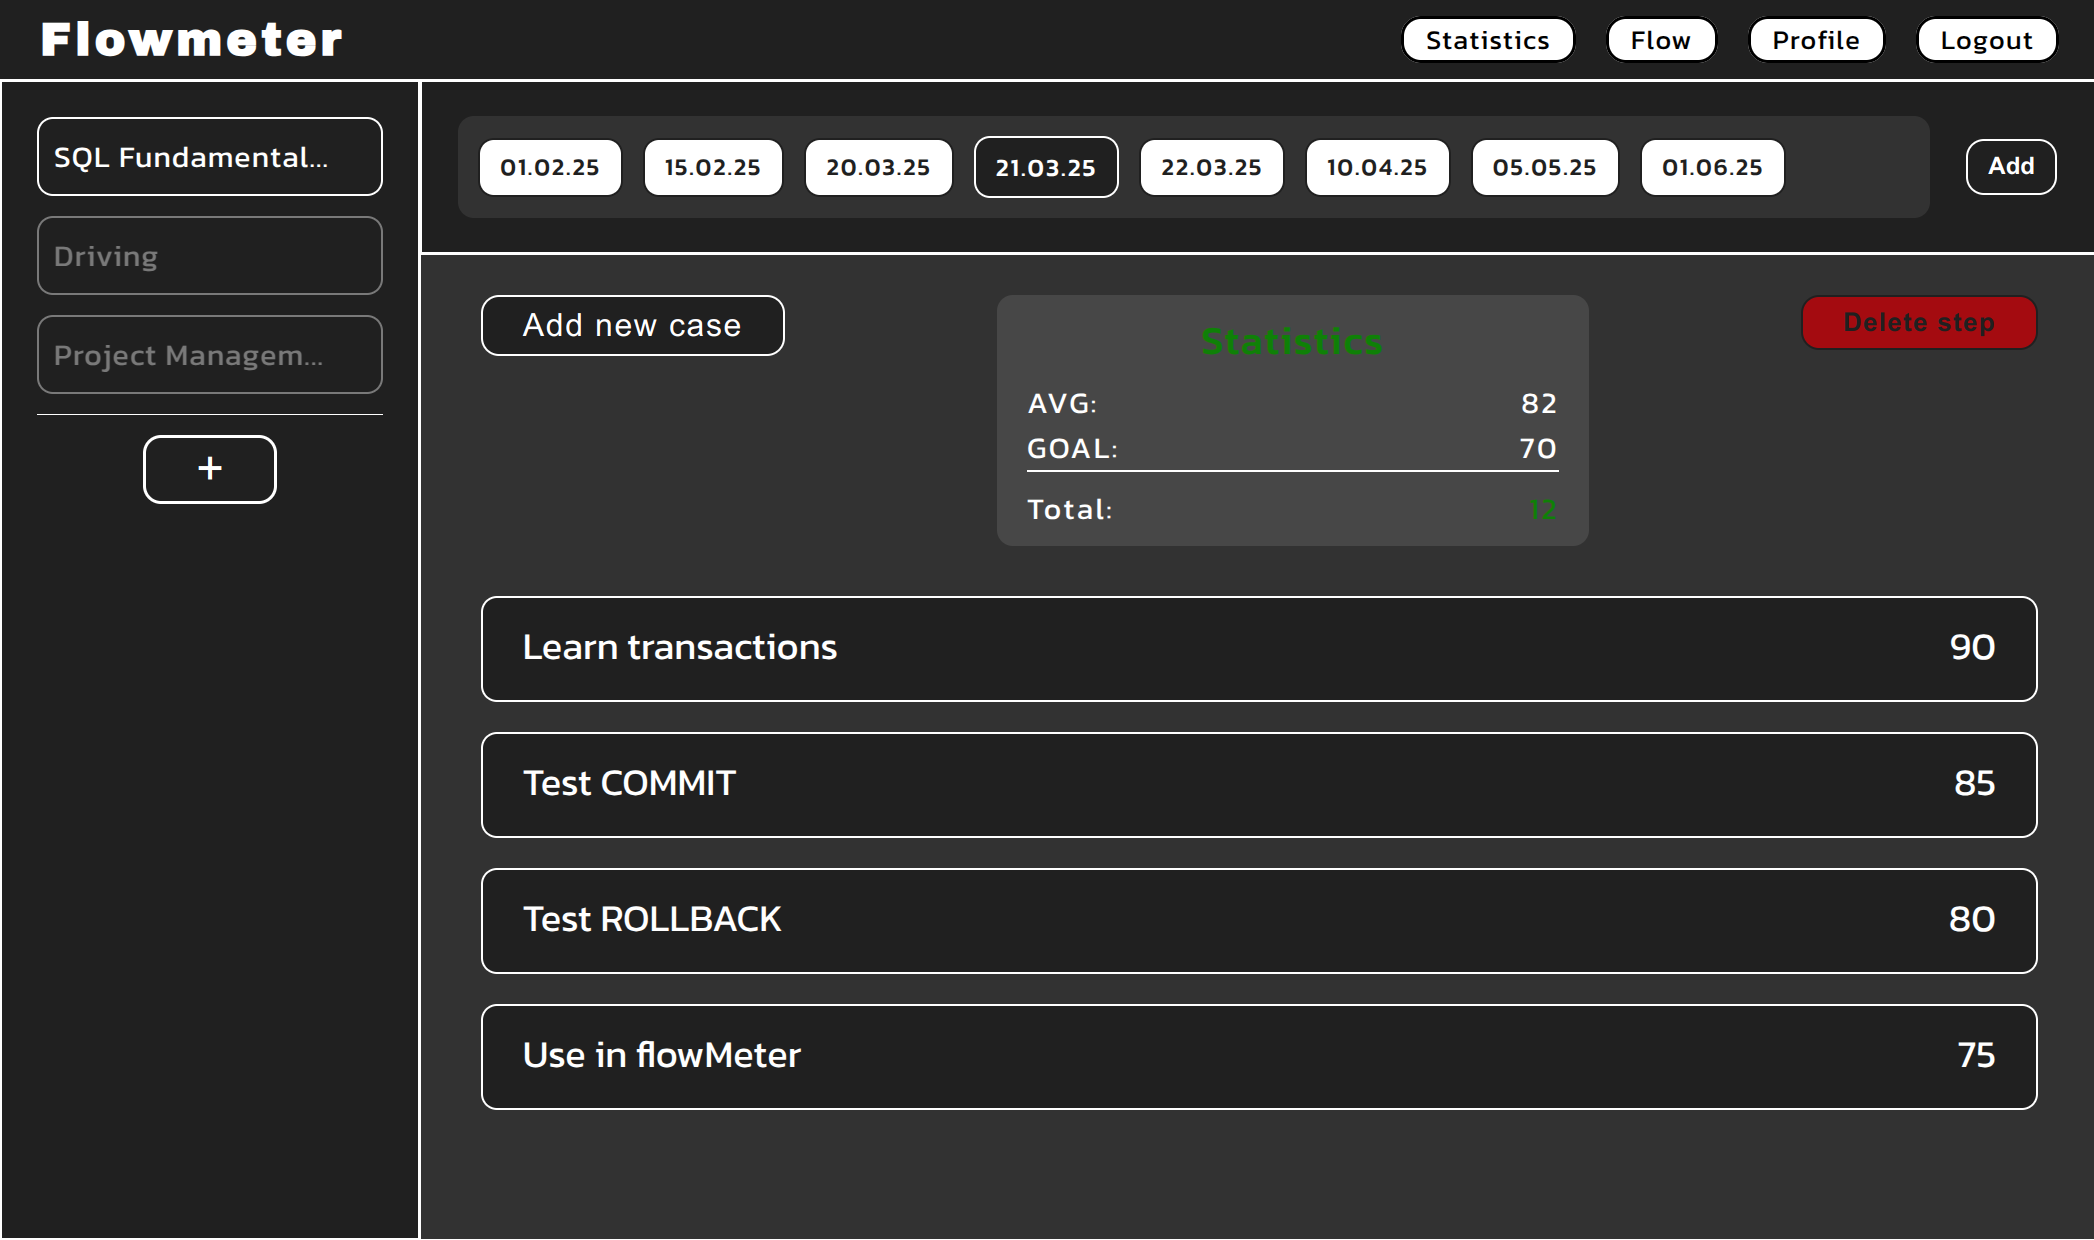 Flowmeter
Statistics Flow Profile Logout
SQL Fundamental...
Driving
Project Managem...
+
01.02.25 15.02.25 20.03.25 21.03.25 22.03.25 10.04.25 05.05.25 01.06.25 Add
Add new case
Statistics
AVG: 82
GOAL: 70
Total: 12
Delete step
Learn transactions 90
Test COMMIT 85
Test ROLLBACK 80
Use in flowMeter 75